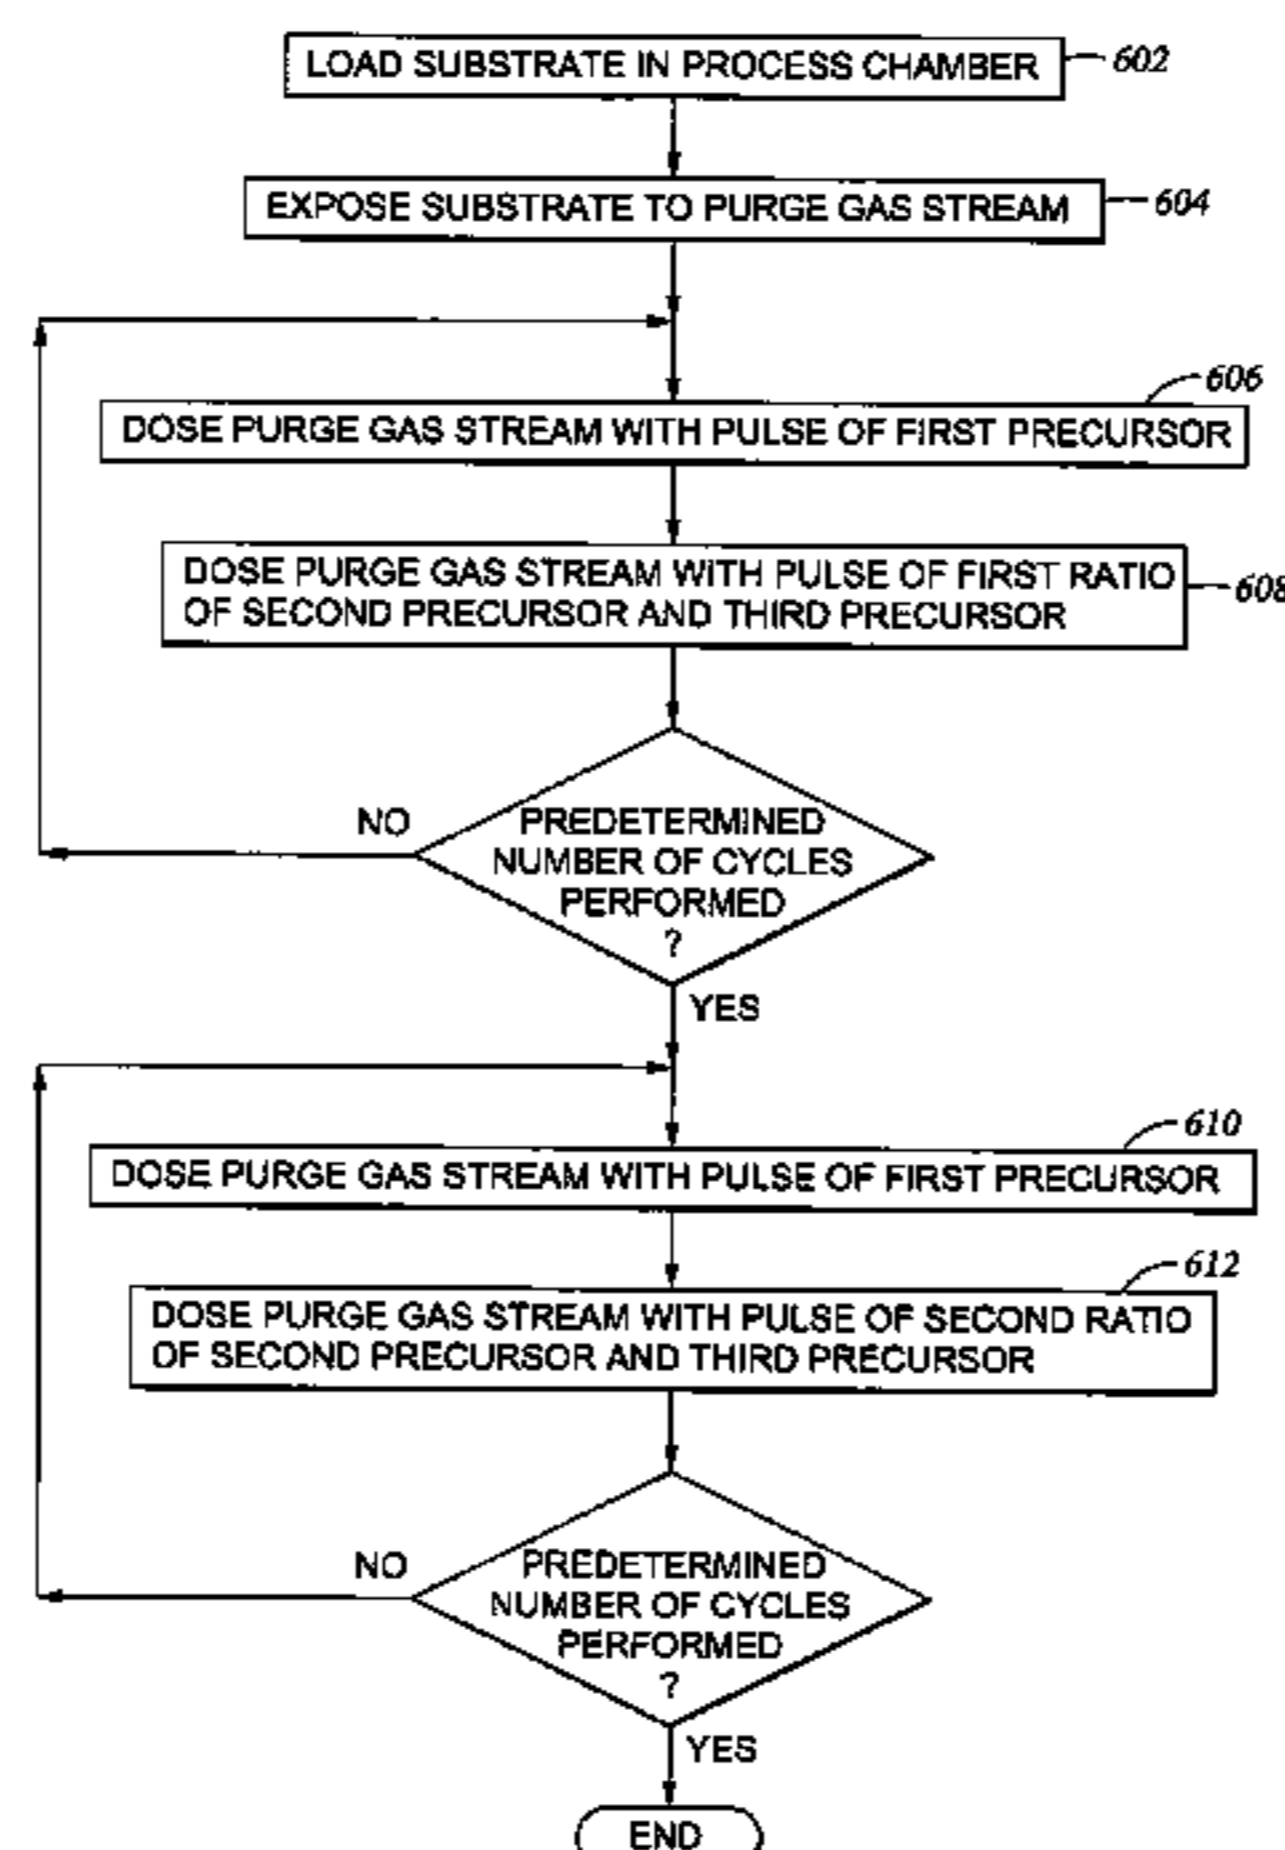 LOAD SUBSTRATE IN PROCESS CHAMBER
602
EXPOSE SUBSTRATE TO PURGE GAS STREAM
604
606
DOSE PURGE GAS STREAM WITH PULSE OF FIRST PRECURSOR
DOSE PURGE GAS STREAM WITH PULSE OF FIRST RATIO
OF SECOND PRECURSOR AND THIRD PRECURSOR
608
NO
PREDETERMINED
NUMBER OF CYCLES
PERFORMED
?
YES
610
DOSE PURGE GAS STREAM WITH PULSE OF FIRST PRECURSOR
612
DOSE PURGE GAS STREAM WITH PULSE OF SECOND RATIO
OF SECOND PRECURSOR AND THIRD PRECURSOR
NO
PREDETERMINED
NUMBER OF CYCLES
PERFORMED
?
YES
END